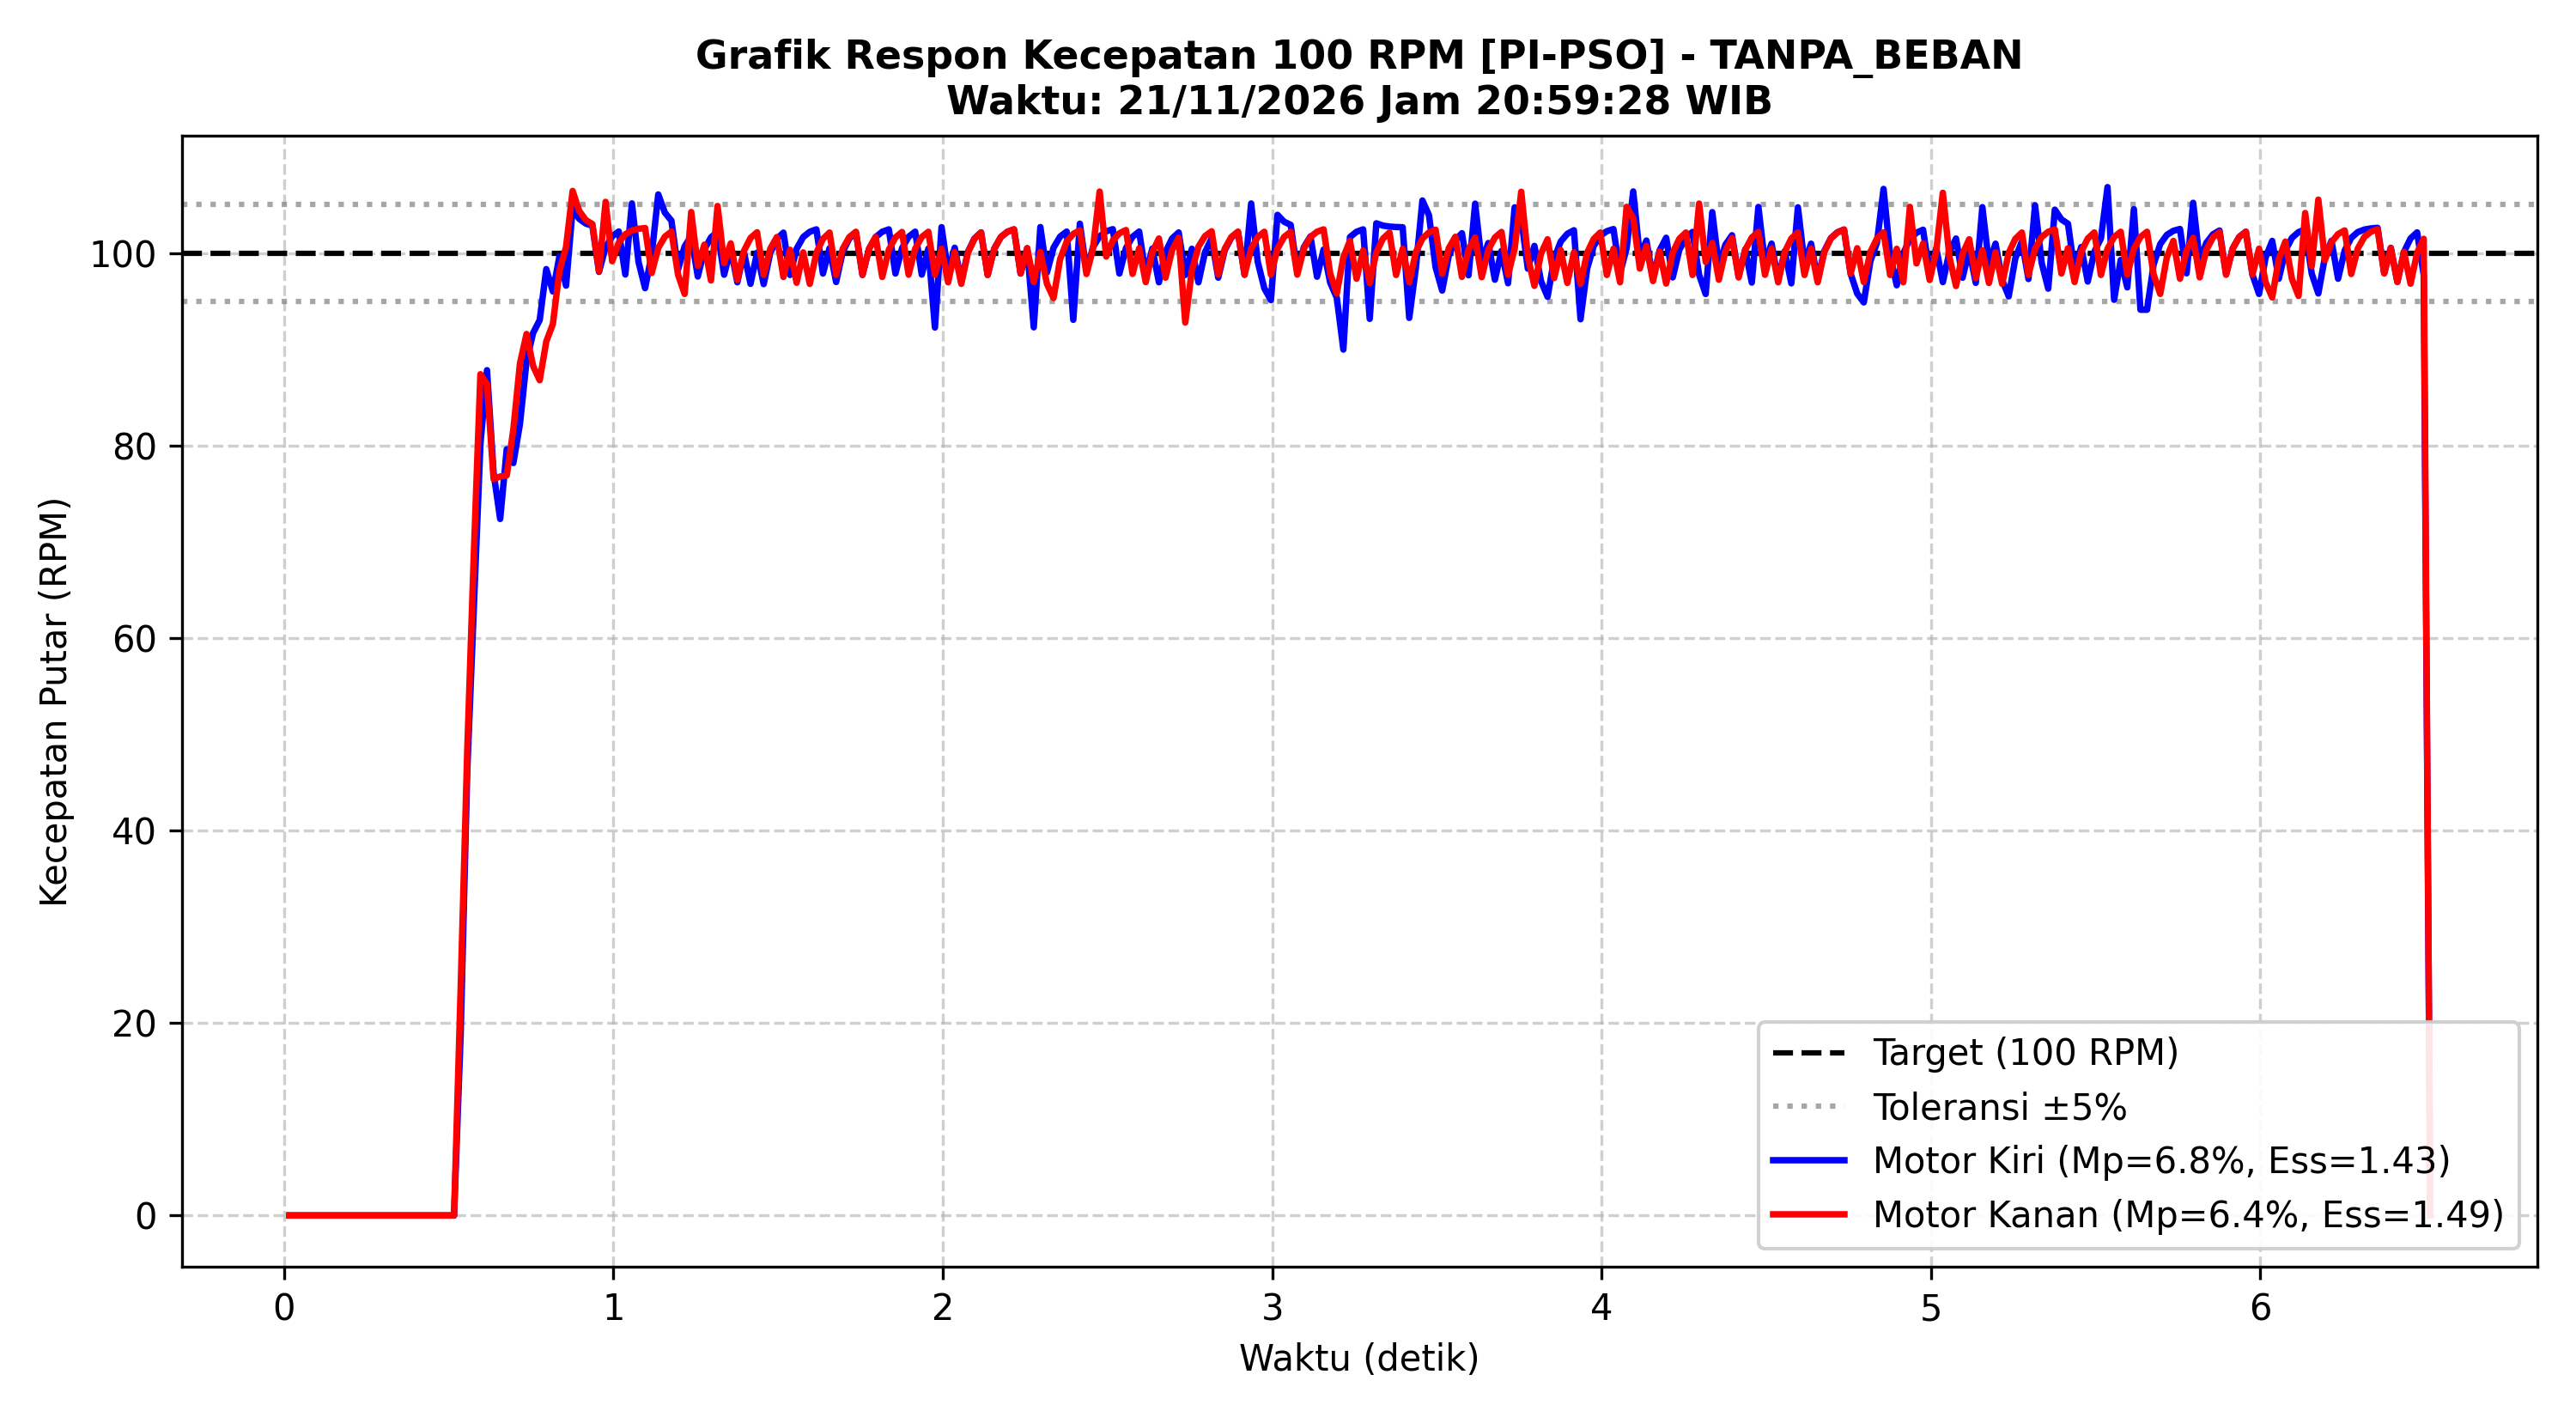 Grafik Respon Kecepatan 100 RPM [PI-PSO] - TANPA_BEBAN
Waktu: 21/11/2026 Jam 20:59:28 WIB
Kecepatan Putar (RPM)
100
80
60
40
20
0
Target (100 RPM)
Toleransi ±5%
Motor Kiri (Mp=6.8%, Ess=1.43)
Motor Kanan (Mp=6.4%, Ess=1.49)
0 1 2 3 4 5 6
Waktu (detik)